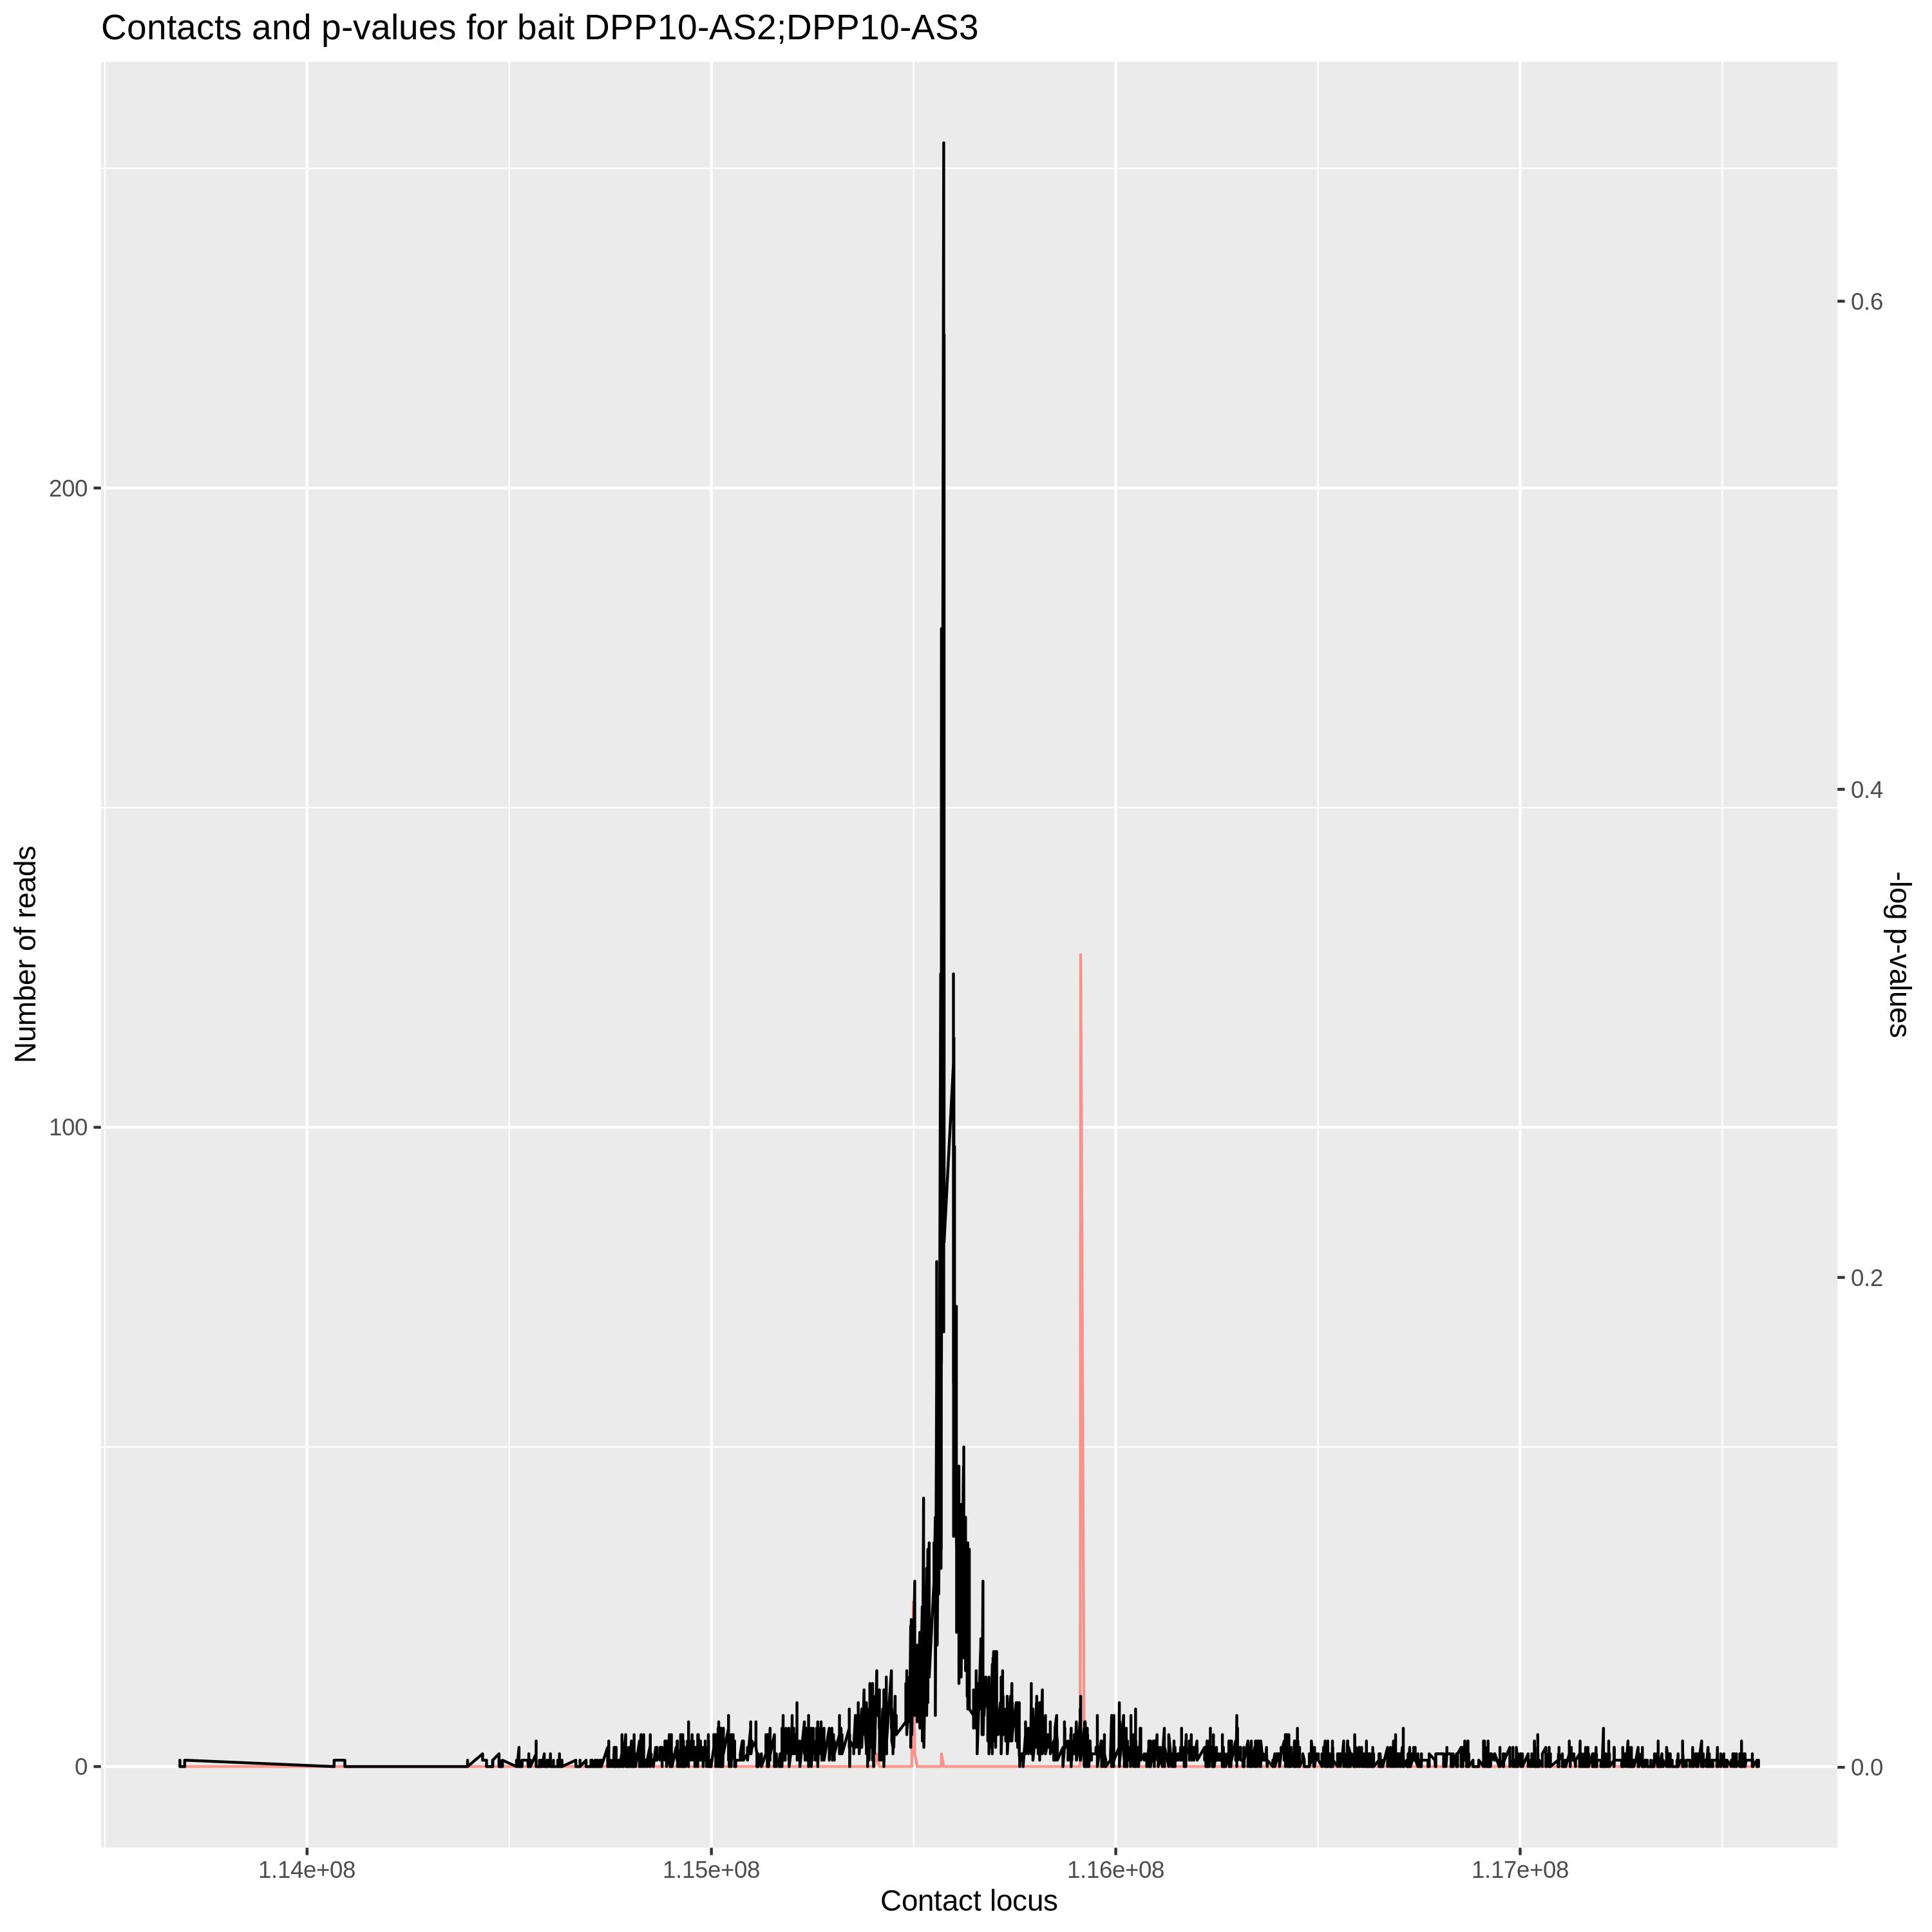 Contacts and p-values for bait DPP10-AS2;DPP10-AS3
Number of reads
200
100
0
0.6
0.4
0.2
0.0
-log p-values
1.14e+08 1.15e+08 1.16e+08 1.17e+08
Contact locus